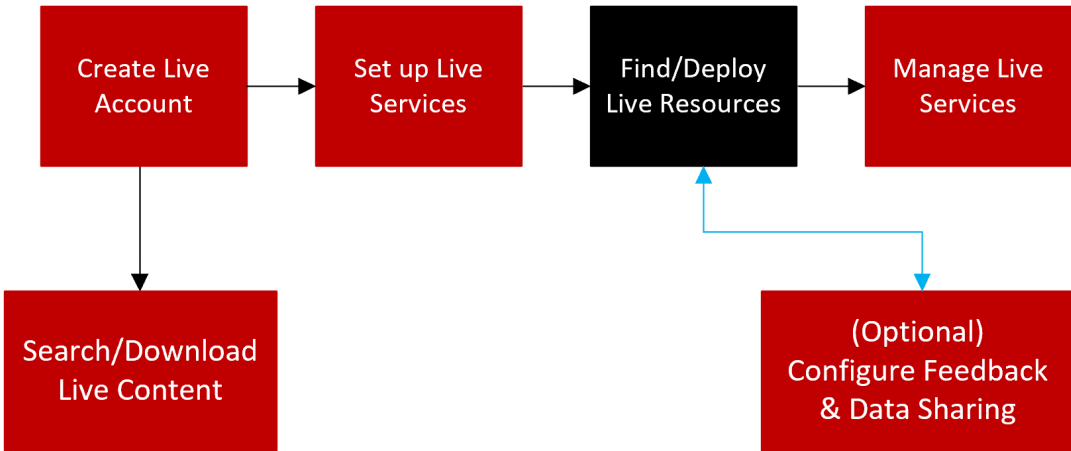 Create Live
Account
Set up Live
Services
Find/Deploy
Live Resources
Manage Live
Services
Search/Download
Live Content
(Optional)
Configure Feedback
& Data Sharing